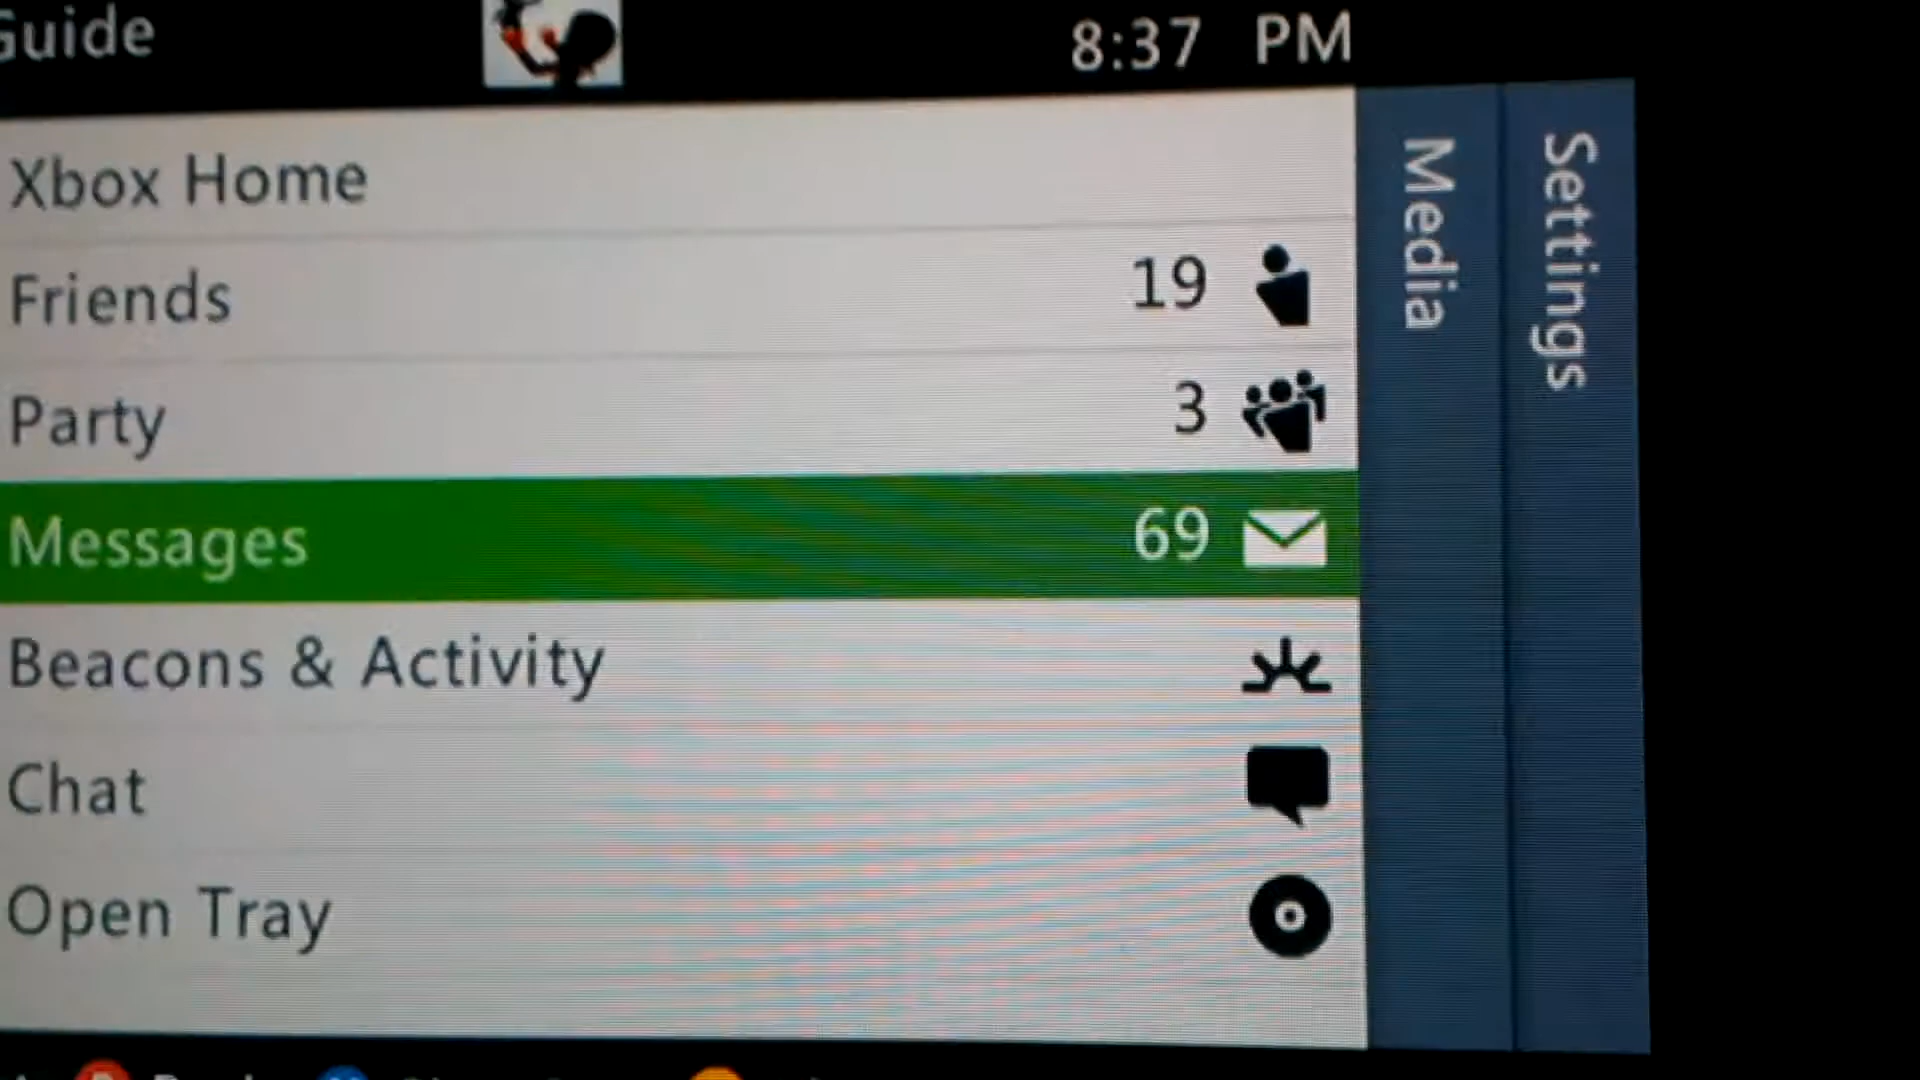 Guide
8:37 PM
Xbox Home
Friends 19
Party 3
Messages 69
Beacons & Activity
Chat
Open Tray
Media
Settings